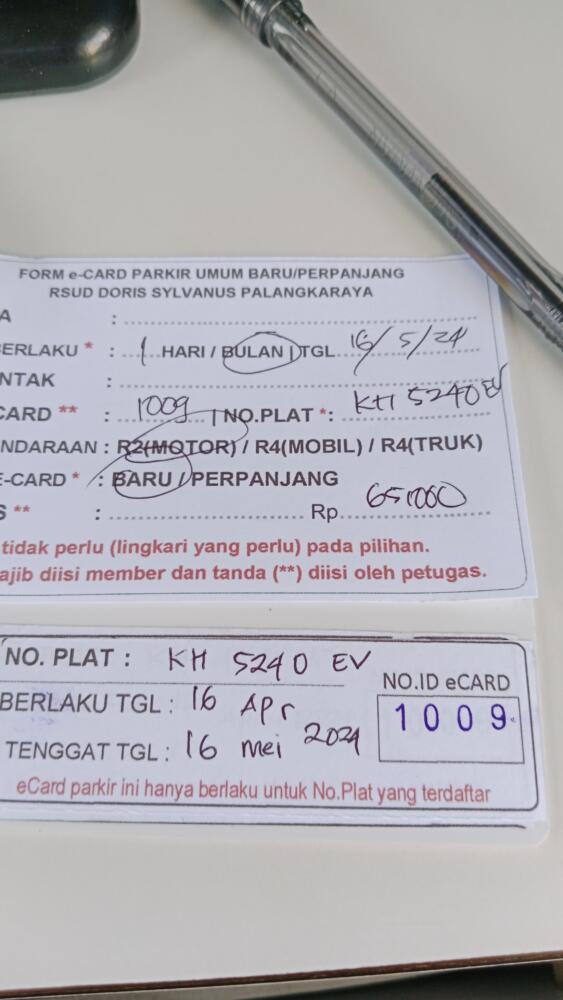 FORM e-CARD PARKIR UMUM BARU/PERPANJANG
RSUD DORIS SYLVANUS PALANGKARAYA
A :
BERLAKU * : 1 HARI / BULAN | TGL 16/5/24
NTAK :
CARD ** : 1009 | NO.PLAT *: KH 5240 EV
NDARAAN : R2(MOTOR) / R4(MOBIL) / R4(TRUK)
E-CARD * : BARU / PERPANJANG
S ** : Rp 65.000
tidak perlu (lingkari yang perlu) pada pilihan.
ajib diisi member dan tanda (**) diisi oleh petugas.
NO. PLAT : KH 5240 EV
BERLAKU TGL : 16 Apr
TENGGAT TGL : 16 mei 2024
NO.ID eCARD
1009
eCard parkir ini hanya berlaku untuk No.Plat yang terdaftar